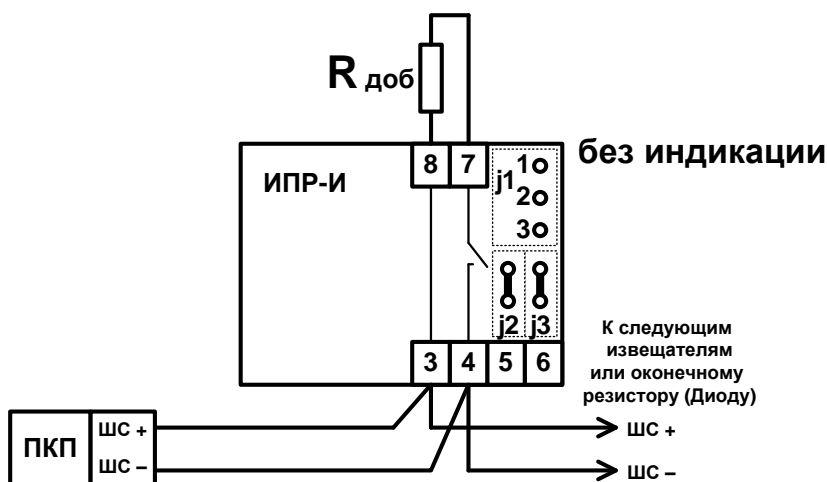 R доб
без индикации
ИПР-И
8 7
j1
1
2
3
j2 j3
3 4 5 6
К следующим
извещателям
или оконечному
резистору (Диоду)
ПКП
ШС +
ШС –
ШС +
ШС –